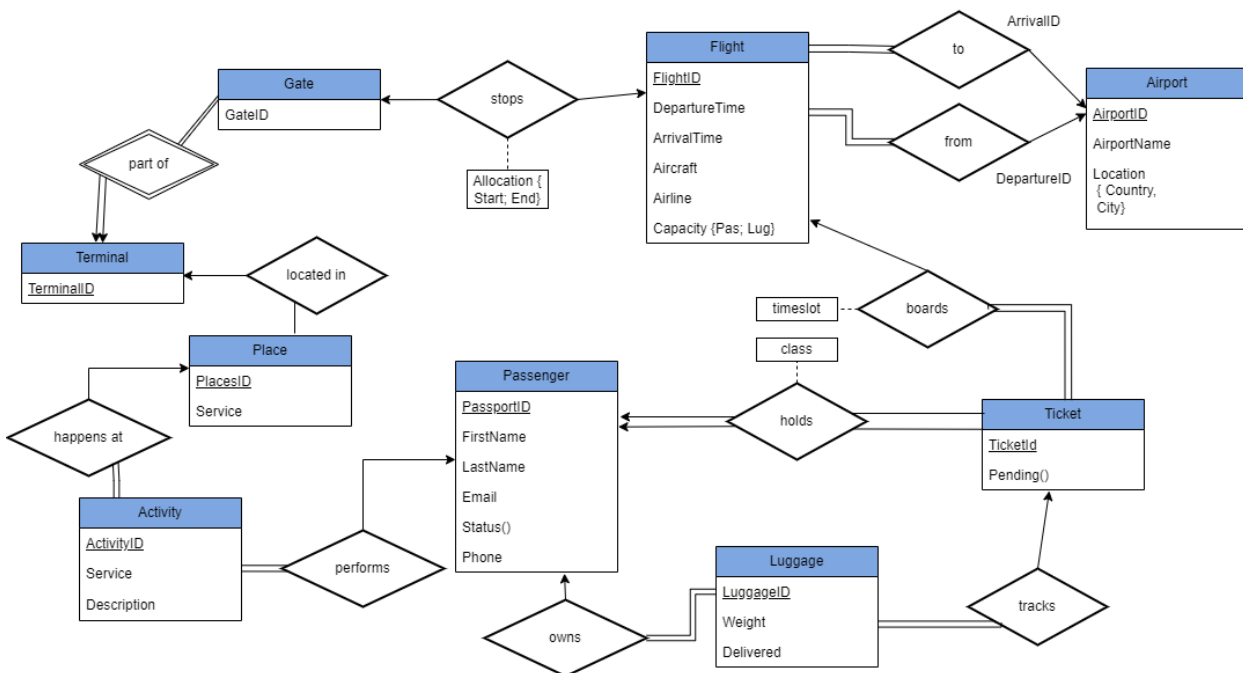 ArrivalID
Flight
to
Gate
Airport
FlightID
stops
GateID
DepartureTime
AirportID
ArrivalTime
from
AirportName
part of
Aircraft
Location
{ Country,
City}
Allocation {
Start; End}
DepartureID
Airline
Capacity {Pas; Lug}
Terminal
located in
TerminalID
timeslot
boards
Place
class
Passenger
PlacesID
Service
PassportID
holds
Ticket
happens at
FirstName
TicketId
LastName
Pending()
Email
Activity
Status()
ActivityID
Phone
performs
Luggage
Service
LuggageID
Description
tracks
Weight
owns
Delivered